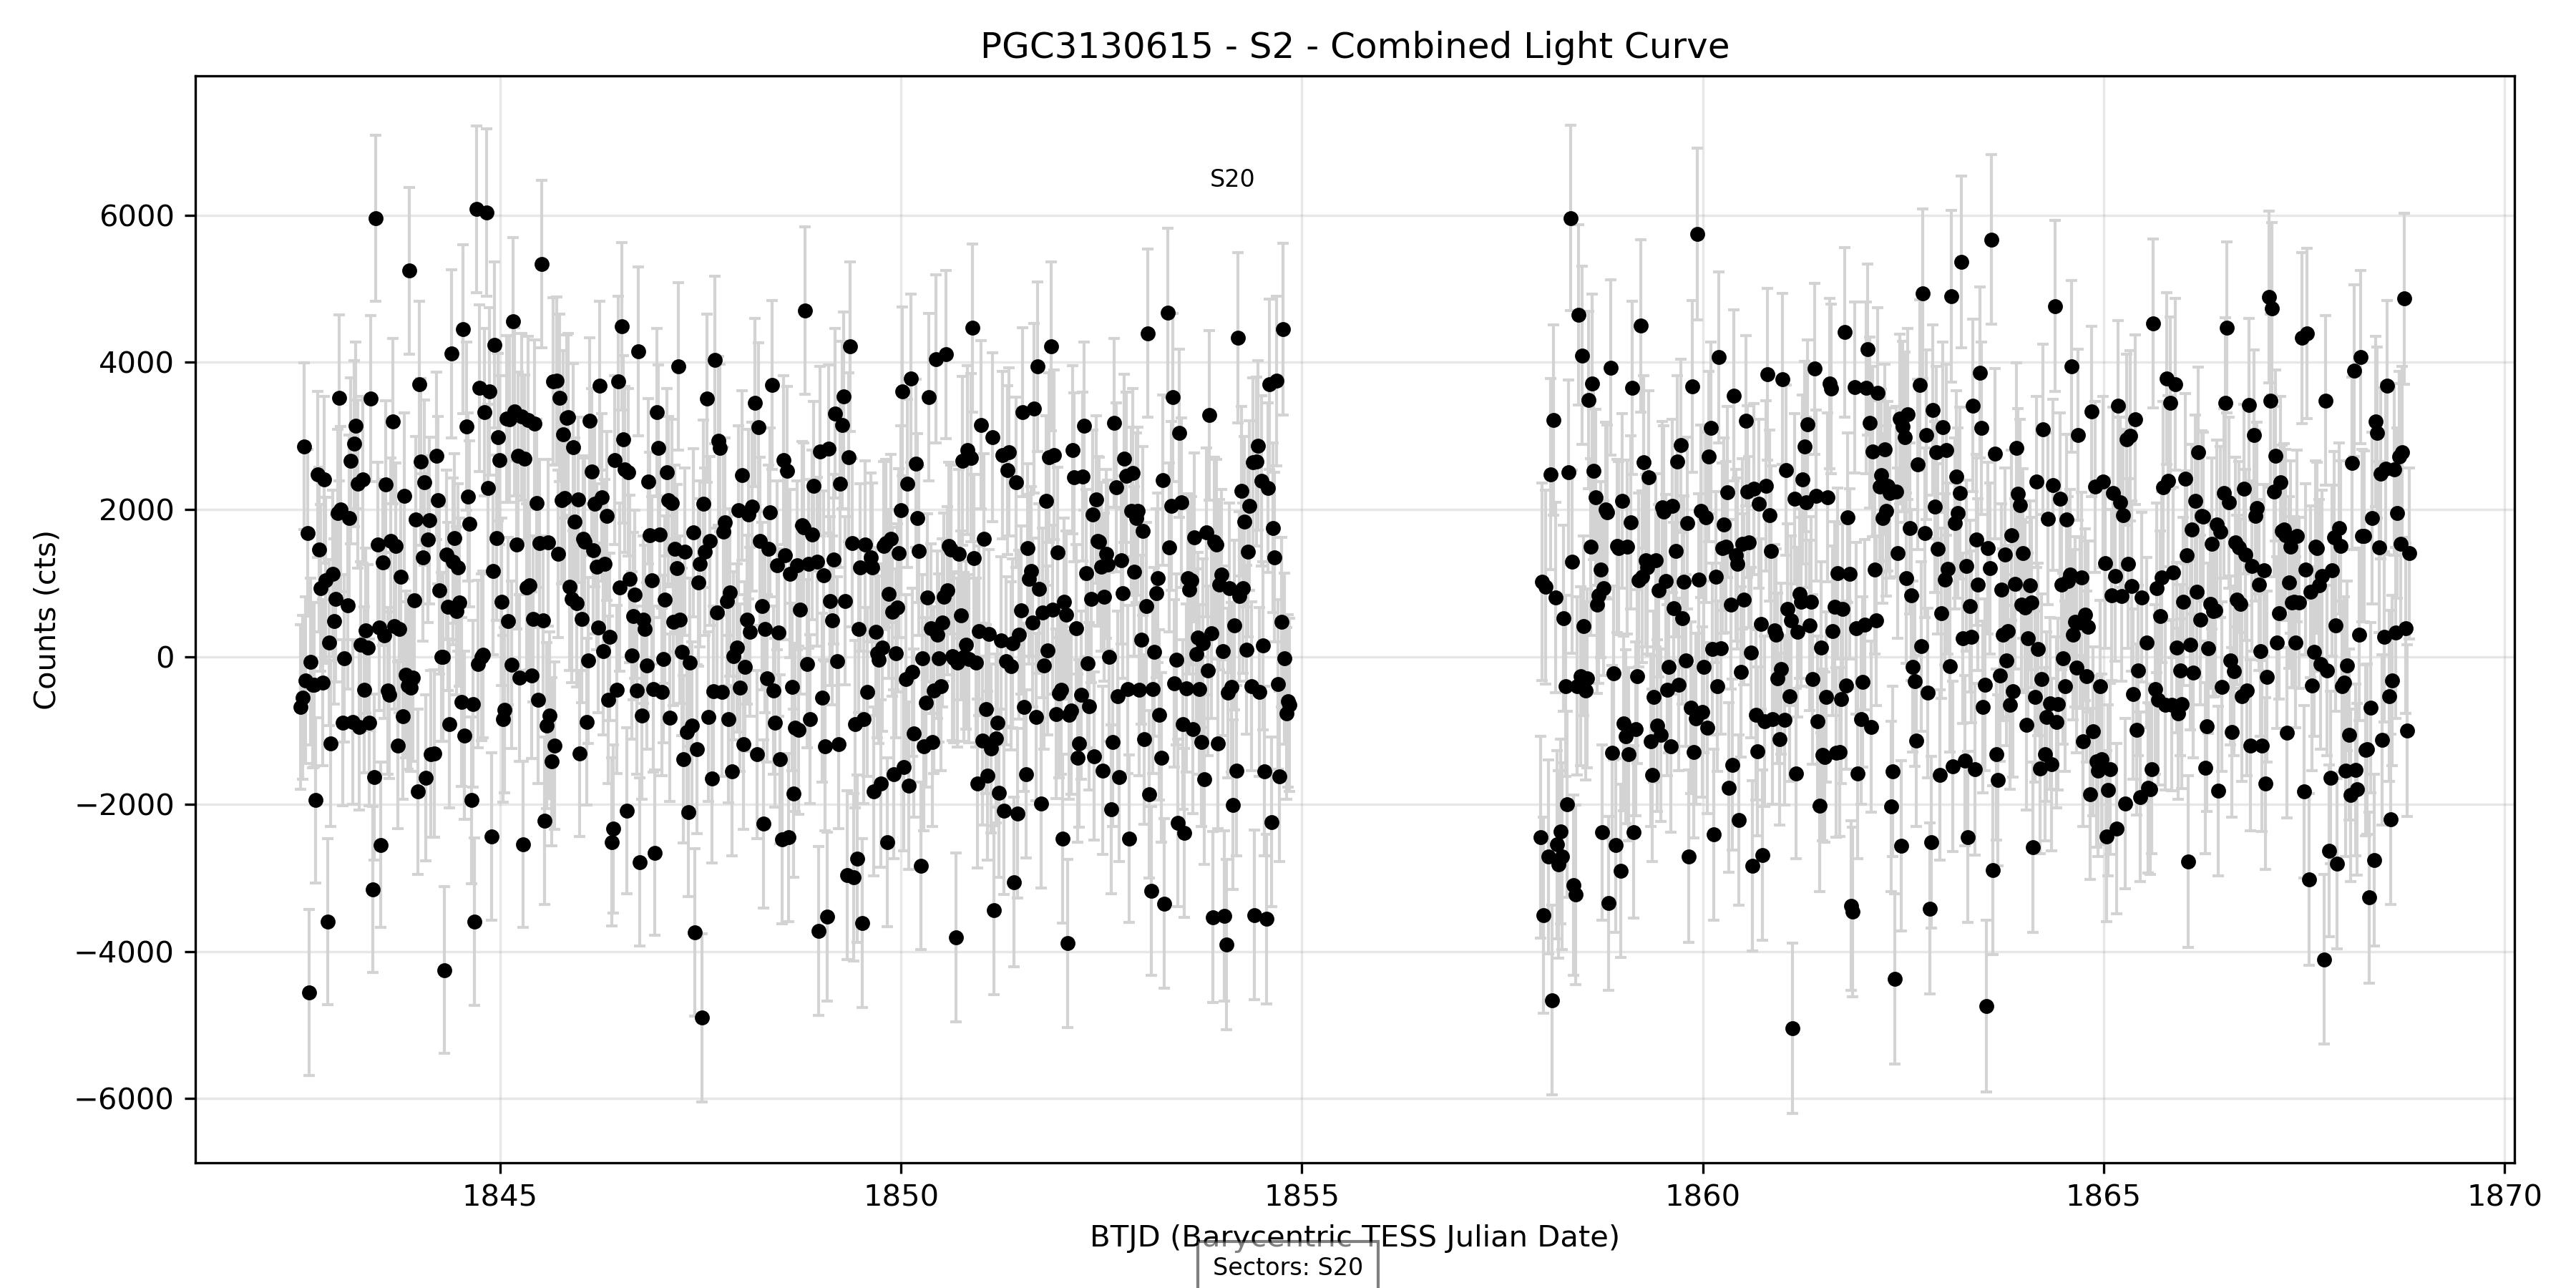 PGC3130615 - S2 - Combined Light Curve
S20
6000
4000
2000
0
−2000
−4000
−6000
Counts (cts)
1845
1850
1855
1860
1865
1870
BTJD (Barycentric TESS Julian Date)
Sectors: S20